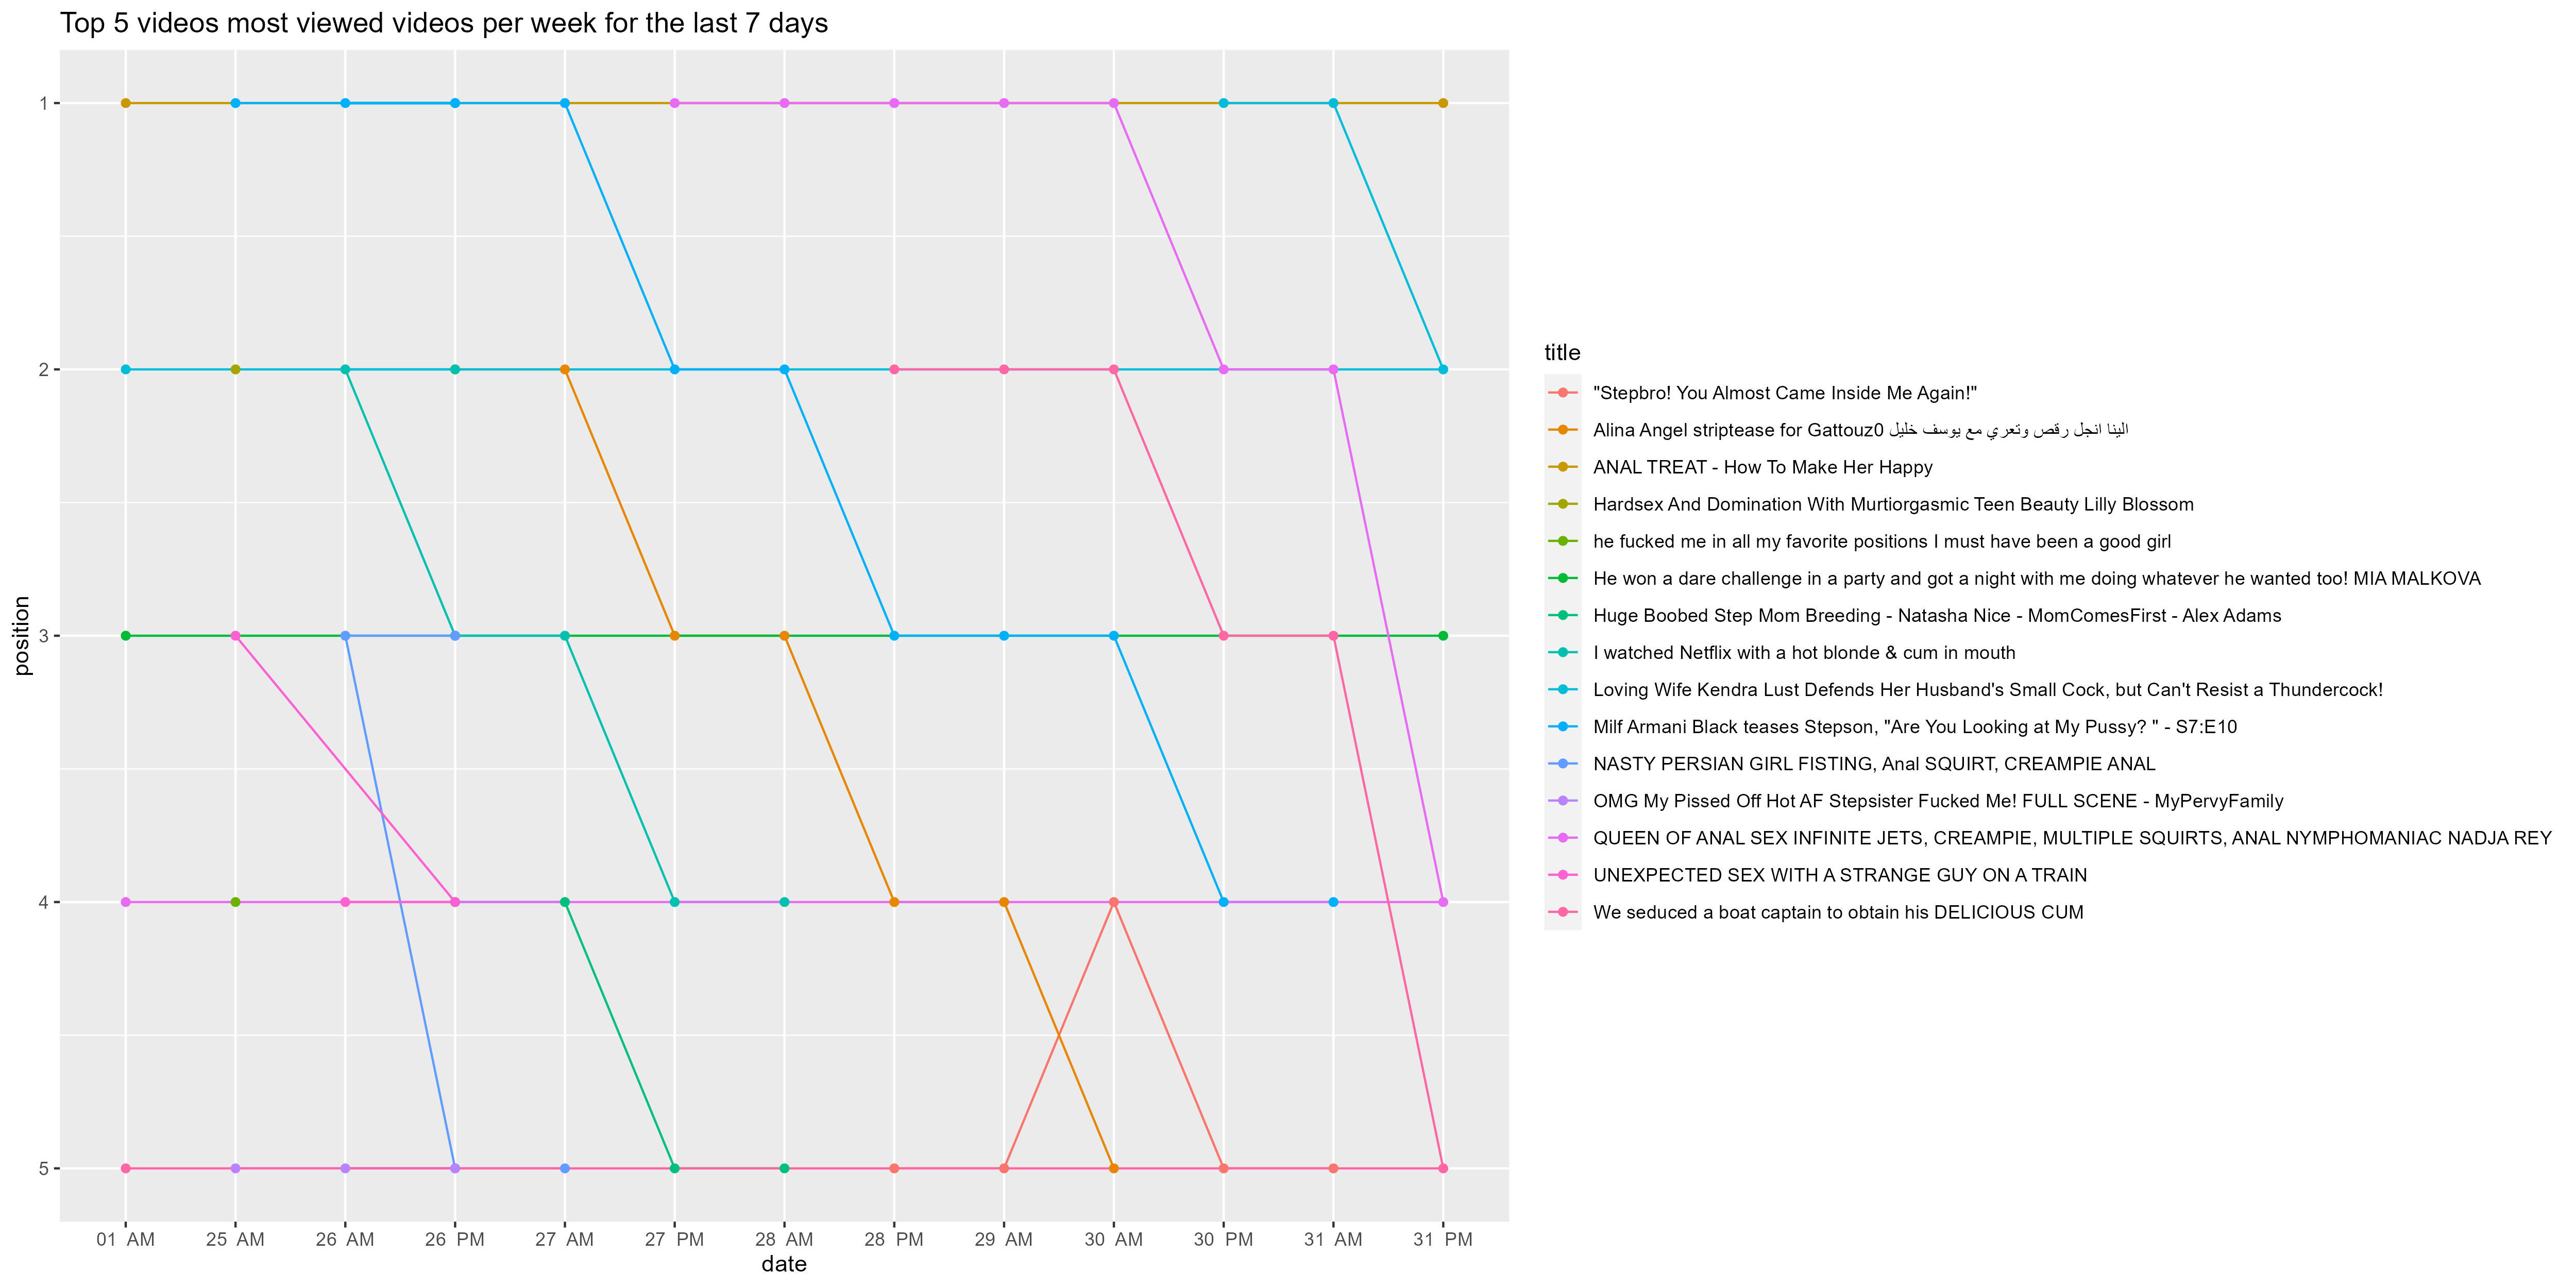 Top 5 videos most viewed videos per week for the last 7 days
position
1
2
3
4
5
01 AM
25 AM
26 AM
26 PM
27 AM
27 PM
28 AM
28 PM
29 AM
30 AM
30 PM
31 AM
31 PM
date
title
"Stepbro! You Almost Came Inside Me Again!"
Alina Angel striptease for Gattouz0 الينا انجل رقص وتعري مع يوسف خليل
ANAL TREAT - How To Make Her Happy
Hardsex And Domination With Murtiorgasmic Teen Beauty Lilly Blossom
he fucked me in all my favorite positions I must have been a good girl
He won a dare challenge in a party and got a night with me doing whatever he wanted too! MIA MALKOVA
Huge Boobed Step Mom Breeding - Natasha Nice - MomComesFirst - Alex Adams
I watched Netflix with a hot blonde & cum in mouth
Loving Wife Kendra Lust Defends Her Husband's Small Cock, but Can't Resist a Thundercock!
Milf Armani Black teases Stepson, "Are You Looking at My Pussy? " - S7:E10
NASTY PERSIAN GIRL FISTING, Anal SQUIRT, CREAMPIE ANAL
OMG My Pissed Off Hot AF Stepsister Fucked Me! FULL SCENE - MyPervyFamily
QUEEN OF ANAL SEX INFINITE JETS, CREAMPIE, MULTIPLE SQUIRTS, ANAL NYMPHOMANIAC NADJA REY
UNEXPECTED SEX WITH A STRANGE GUY ON A TRAIN
We seduced a boat captain to obtain his DELICIOUS CUM